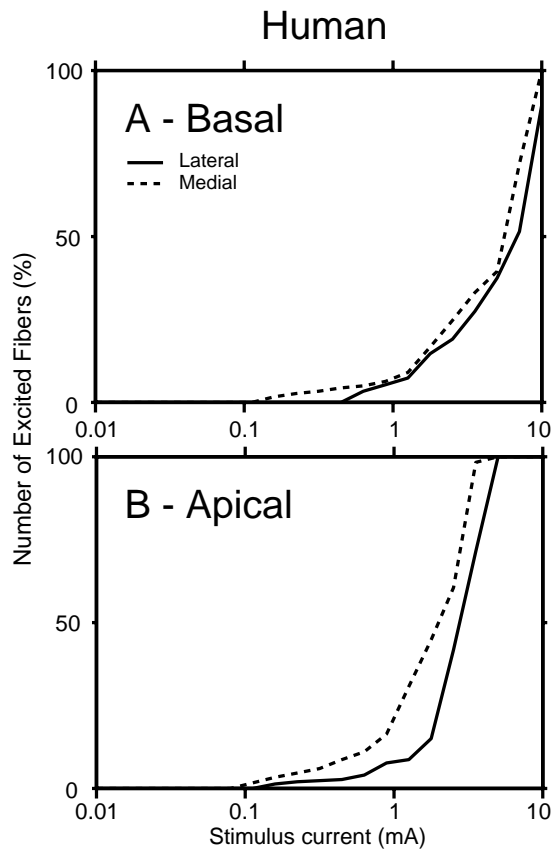 Human
Number of Excited Fibers (%)
100
A - Basal
Lateral
Medial
50
0
0.01 0.1 1 10
100
B - Apical
50
0
0.01 0.1 1 10
Stimulus current (mA)